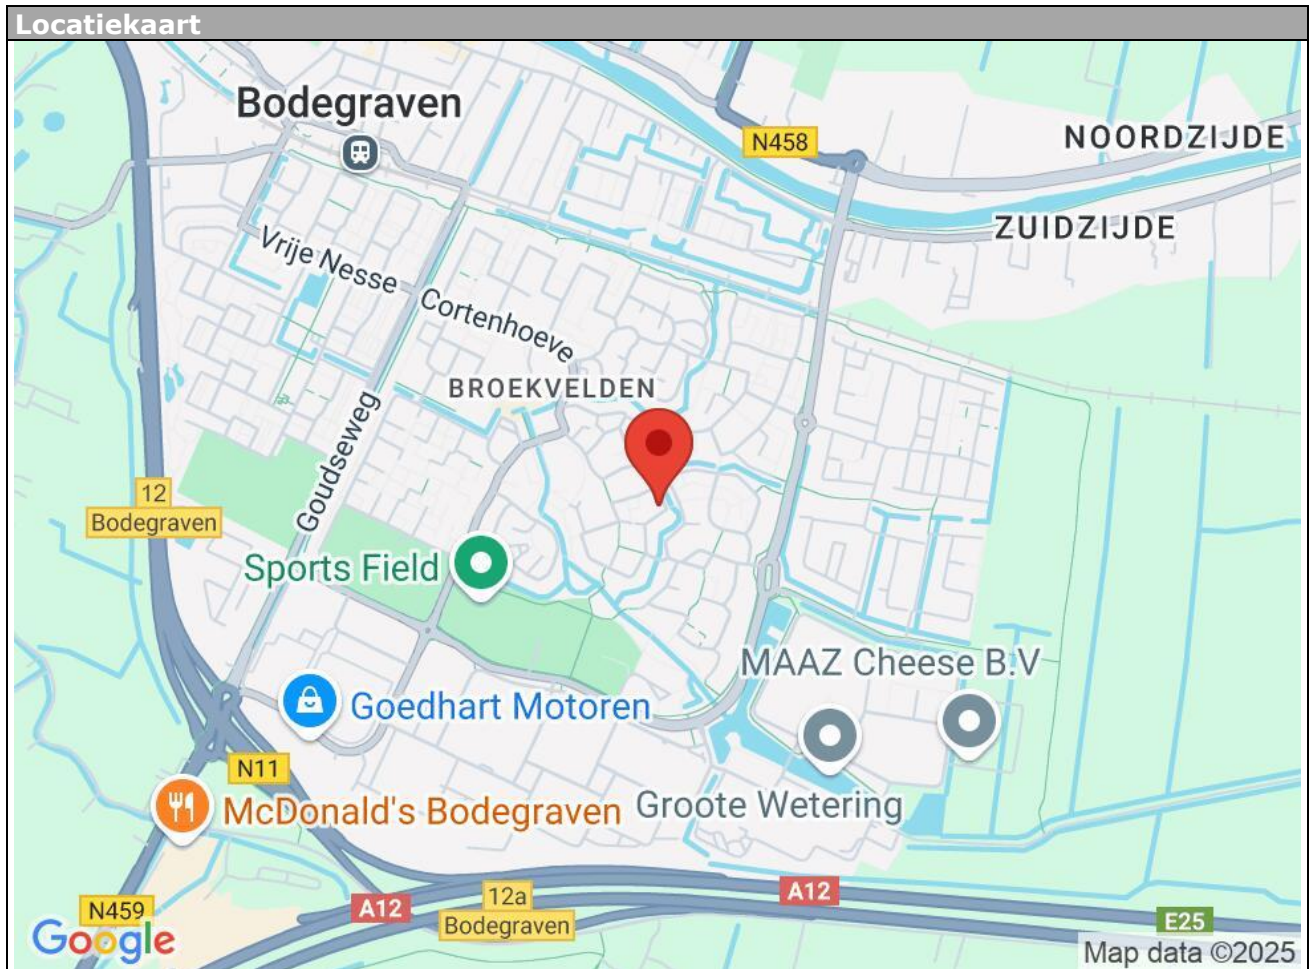 Locatiekaart
Bodegraven
N458
NOORDZIJDE
ZUIDZIJDE
Vrije Nesse
Cortenhoeve
BROEKVELDEN
Goudseweg
12
Bodegraven
Sports Field
MAAZ Cheese B.V
Goedhart Motoren
N11
McDonald's Bodegraven
Groote Wetering
A12
12a
Bodegraven
A12
N459
E25
Google
Map data ©2025